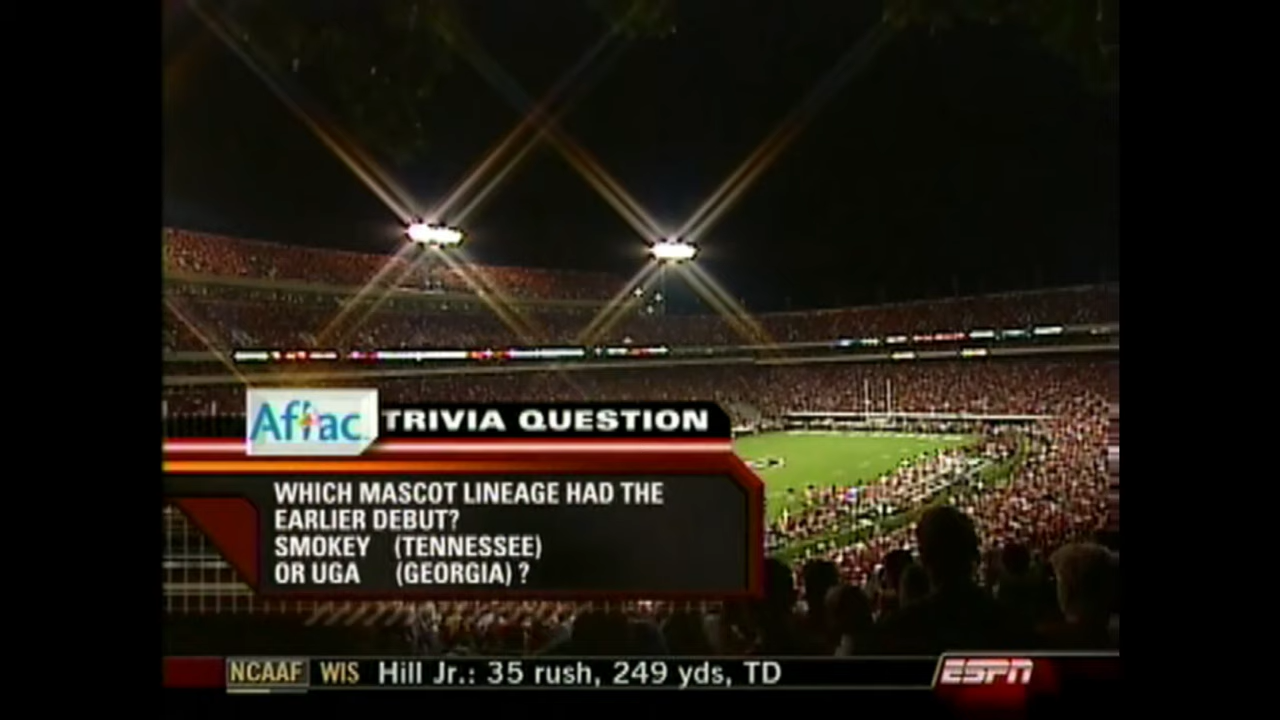 Aflac TRIVIA QUESTION
WHICH MASCOT LINEAGE HAD THE
EARLIER DEBUT?
SMOKEY (TENNESSEE)
OR UGA (GEORGIA) ?
NCAAF WIS Hill Jr.: 35 rush, 249 yds, TD ESPN